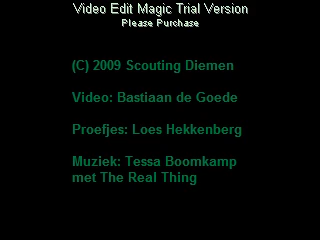 Video Edit Magic Trial Version
Please Purchase
(C) 2009 Scouting Diemen
Video: Bastiaan de Goede
Proefjes: Loes Hekkenberg
Muziek: Tessa Boomkamp
met The Real Thing